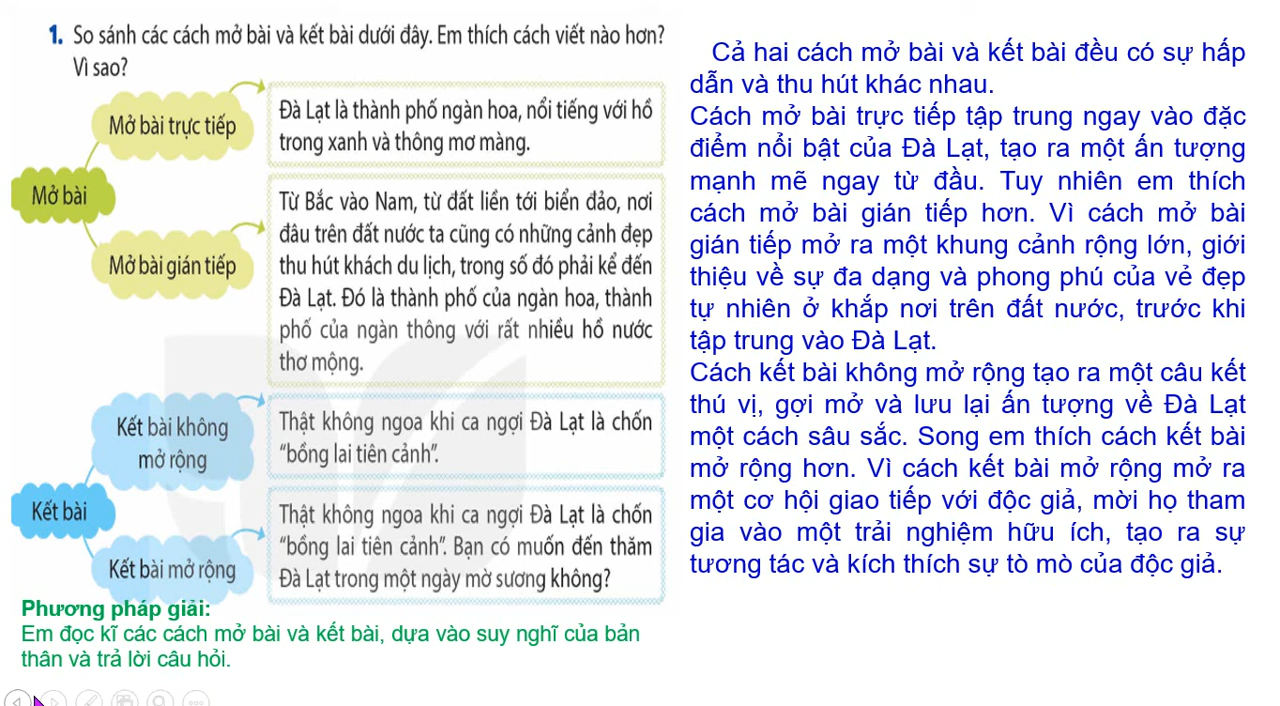 1. So sánh các cách mở bài và kết bài dưới đây. Em thích cách viết nào hơn?
Vì sao?
Mở bài
Mở bài trực tiếp
Đà Lạt là thành phố ngàn hoa, nổi tiếng với hồ
trong xanh và thông mơ màng.
Mở bài gián tiếp
Từ Bắc vào Nam, từ đất liền tới biển đảo, nơi
đâu trên đất nước ta cũng có những cảnh đẹp
thu hút khách du lịch, trong số đó phải kể đến
Đà Lạt. Đó là thành phố của ngàn hoa, thành
phố của ngàn thông với rất nhiều hồ nước
thơ mộng.
Kết bài
Kết bài không
mở rộng
Thật không ngoa khi ca ngợi Đà Lạt là chốn
“bồng lai tiên cảnh”.
Kết bài mở rộng
Thật không ngoa khi ca ngợi Đà Lạt là chốn
“bồng lai tiên cảnh”. Bạn có muốn đến thăm
Đà Lạt trong một ngày mờ sương không?
Phương pháp giải:
Em đọc kĩ các cách mở bài và kết bài, dựa vào suy nghĩ của bản
thân và trả lời câu hỏi.
Cả hai cách mở bài và kết bài đều có sự hấp
dẫn và thu hút khác nhau.
Cách mở bài trực tiếp tập trung ngay vào đặc
điểm nổi bật của Đà Lạt, tạo ra một ấn tượng
mạnh mẽ ngay từ đầu. Tuy nhiên em thích
cách mở bài gián tiếp hơn. Vì cách mở bài
gián tiếp mở ra một khung cảnh rộng lớn, giới
thiệu về sự đa dạng và phong phú của vẻ đẹp
tự nhiên ở khắp nơi trên đất nước, trước khi
tập trung vào Đà Lạt.
Cách kết bài không mở rộng tạo ra một câu kết
thú vị, gợi mở và lưu lại ấn tượng về Đà Lạt
một cách sâu sắc. Song em thích cách kết bài
mở rộng hơn. Vì cách kết bài mở rộng mở ra
một cơ hội giao tiếp với độc giả, mời họ tham
gia vào một trải nghiệm hữu ích, tạo ra sự
tương tác và kích thích sự tò mò của độc giả.